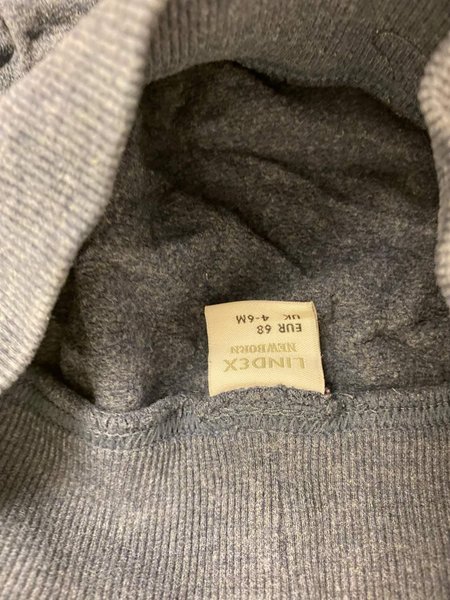 LINDEX
NEWBORN
EUR 68
UK 4-6M